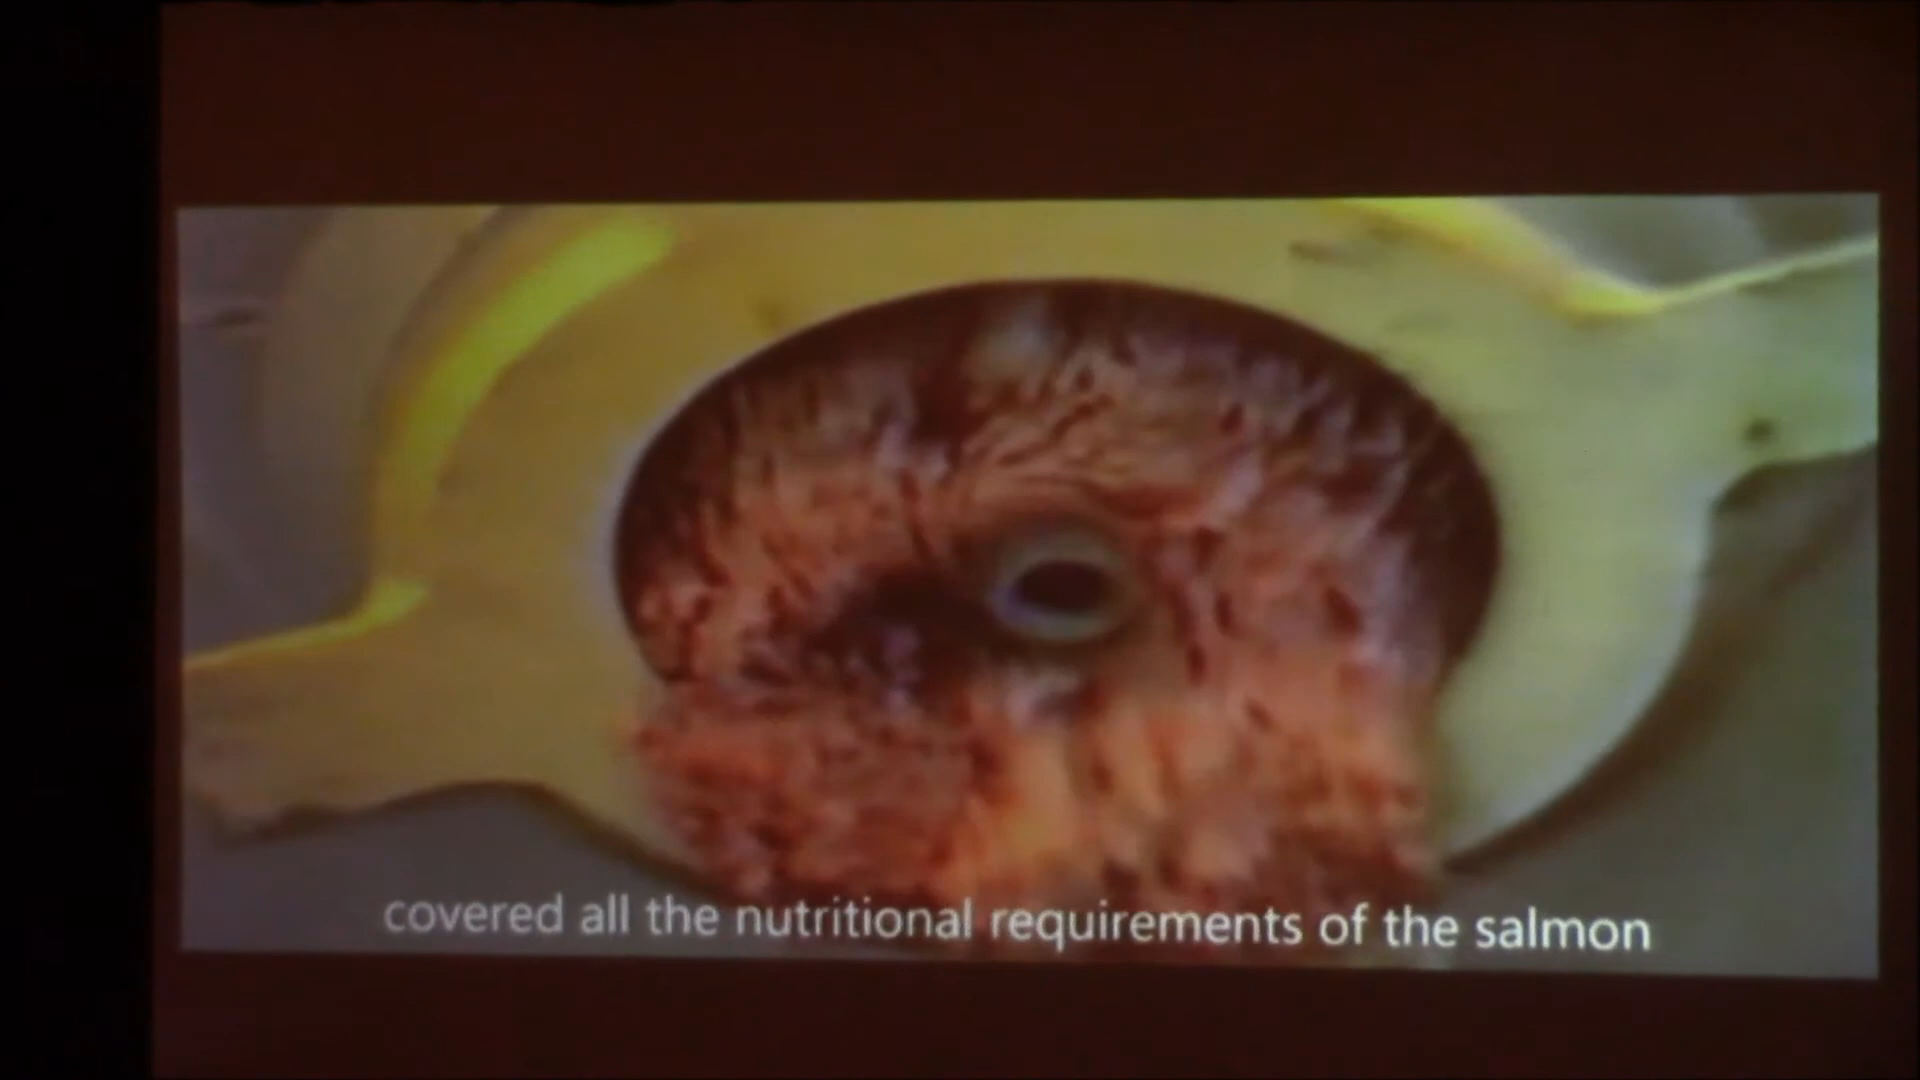 covered all the nutritional requirements of the salmon